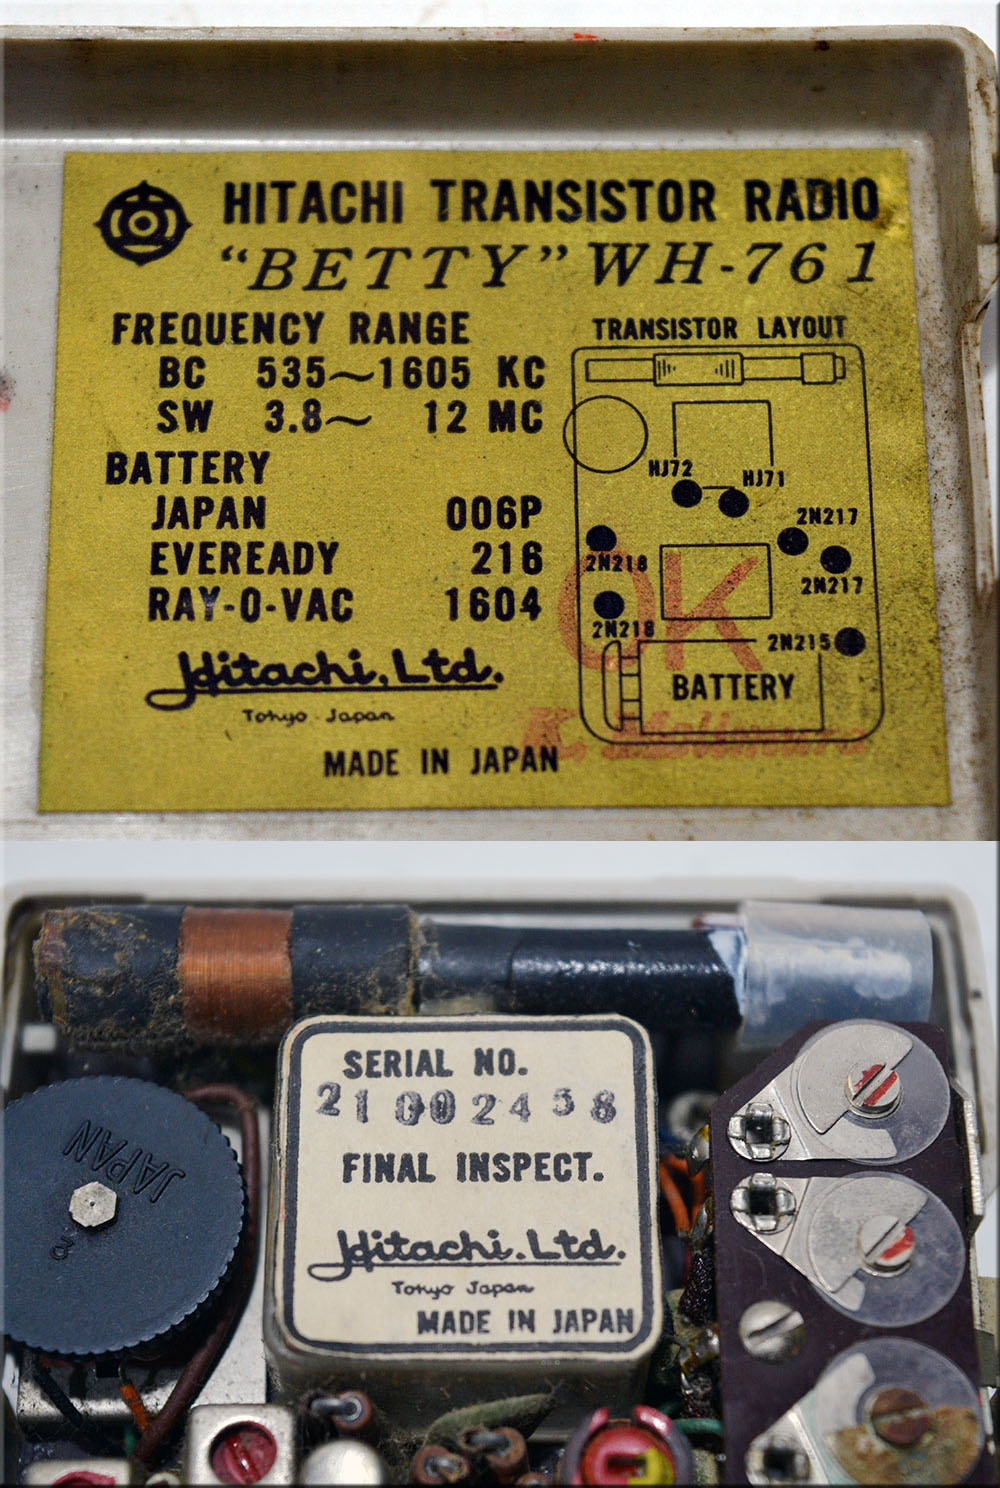 HITACHI TRANSISTOR RADIO
"BETTY" WH-761
FREQUENCY RANGE
BC 535~1605 KC
SW 3.8~ 12 MC
BATTERY
JAPAN 006P
EVEREADY 216
RAY-O-VAC 1604
Hitachi, Ltd.
Tokyo Japan
MADE IN JAPAN
TRANSISTOR LAYOUT
HJ72
HJ71
2N217
2N218
2N217
2N218
2N215
OK
BATTERY
K.
SERIAL NO.
21002458
FINAL INSPECT.
Hitachi. Ltd.
Tokyo Japan
MADE IN JAPAN
JAPAN
3